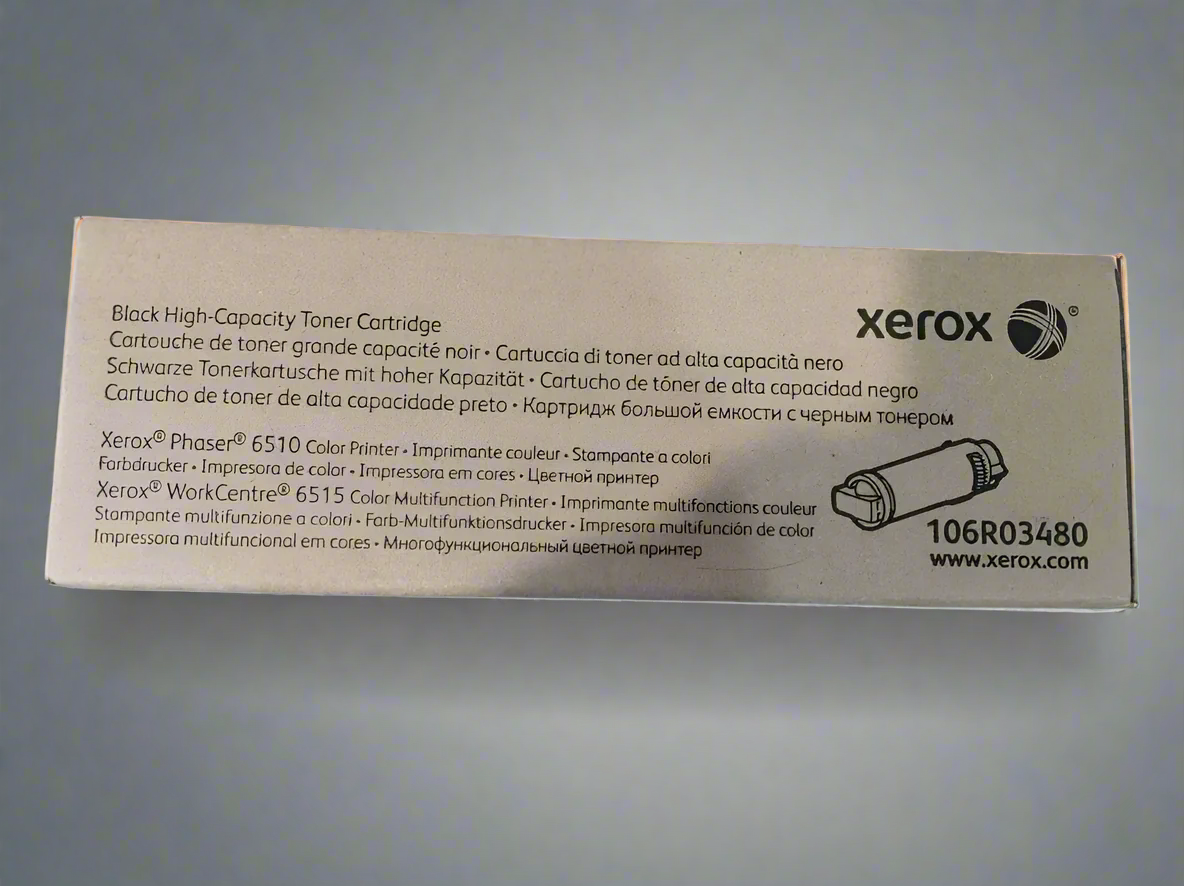 Black High-Capacity Toner Cartridge
Cartouche de toner grande capacité noir • Cartuccia di toner ad alta capacità nero
Schwarze Tonerkartusche mit hoher Kapazität • Cartucho de tóner de alta capacidad negro
Cartucho de toner de alta capacidade preto • Картридж большой емкости с черным тонером
xerox ®
Xerox® Phaser® 6510 Color Printer • Imprimante couleur • Stampante a colori
Farbdrucker • Impresora de color • Impressora em cores • Цветной принтер
Xerox® WorkCentre® 6515 Color Multifunction Printer • Imprimante multifonctions couleur
Stampante multifunzione a colori • Farb-Multifunktionsdrucker • Impresora multifunción de color
Impressora multifuncional em cores • Многофункциональный цветной принтер
106R03480
www.xerox.com